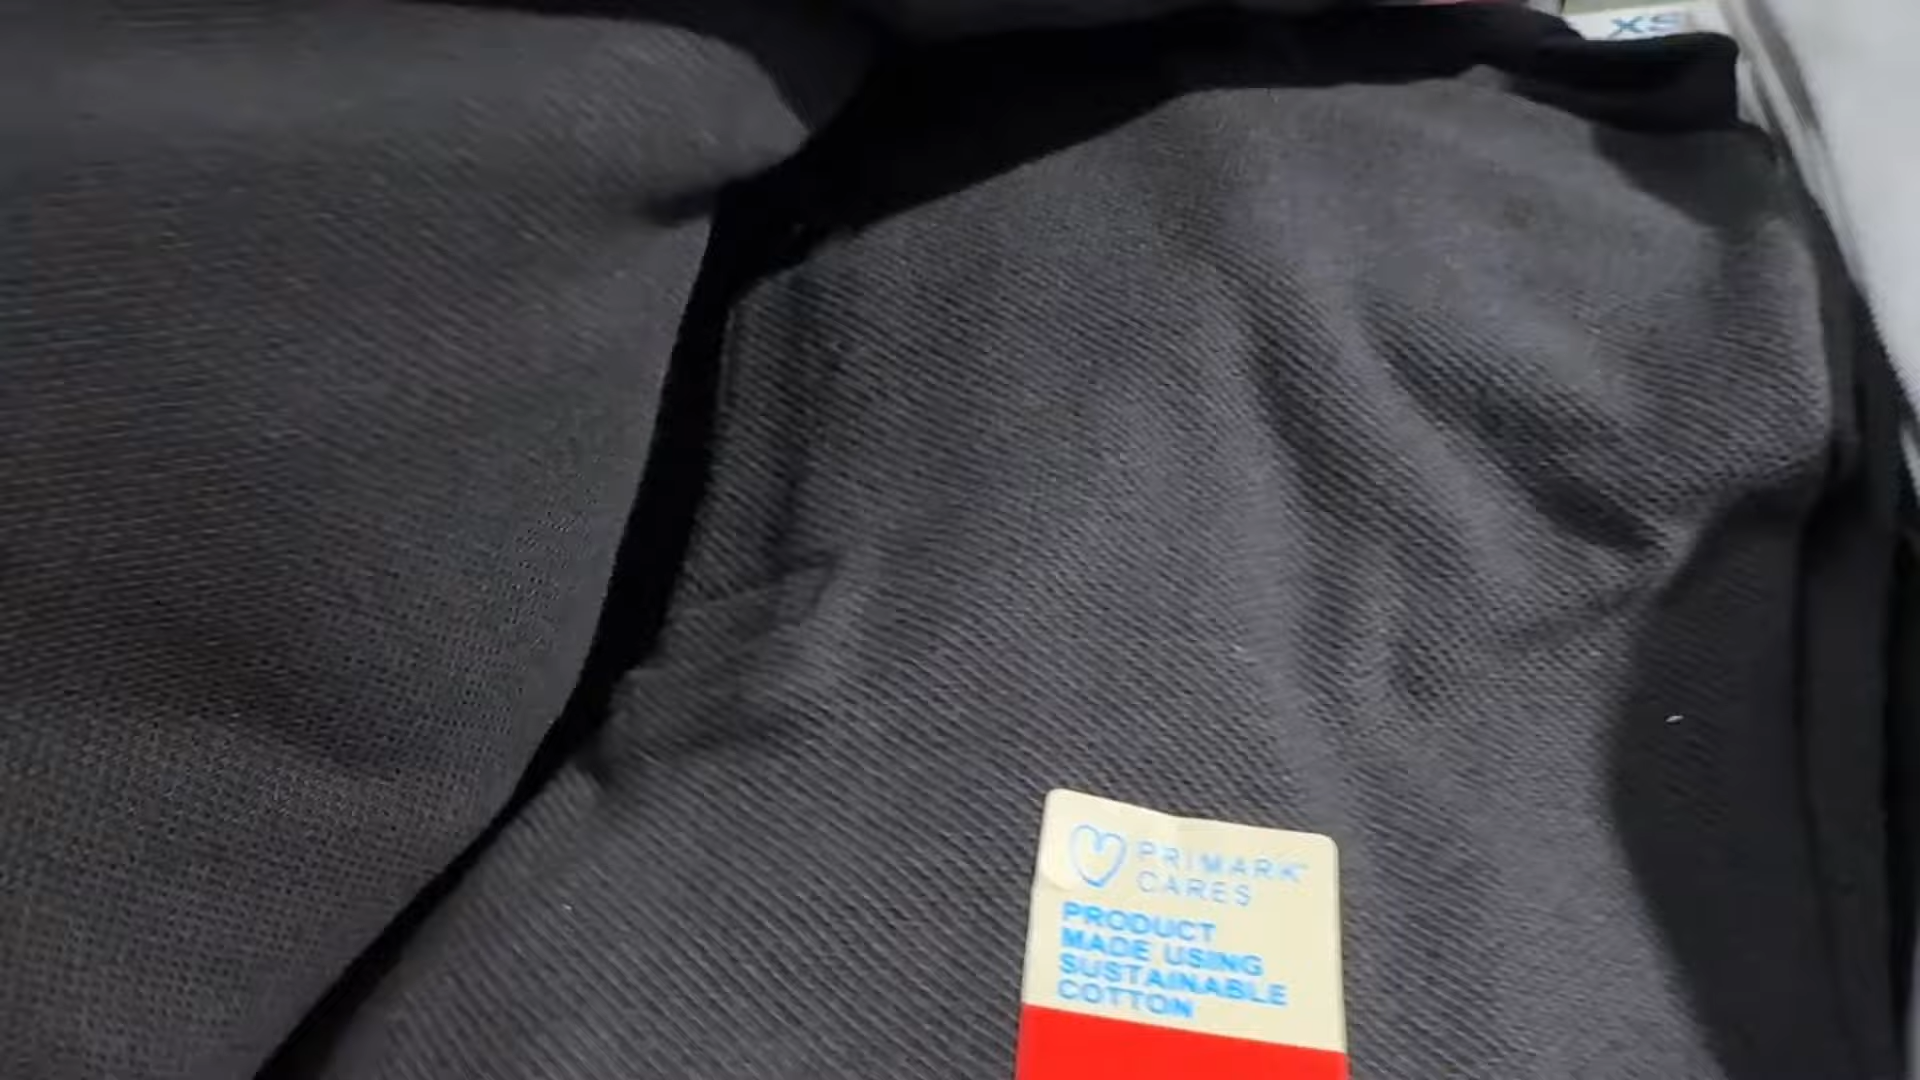 XS
PRIMARK
CARES
PRODUCT
MADE USING
SUSTAINABLE
COTTON